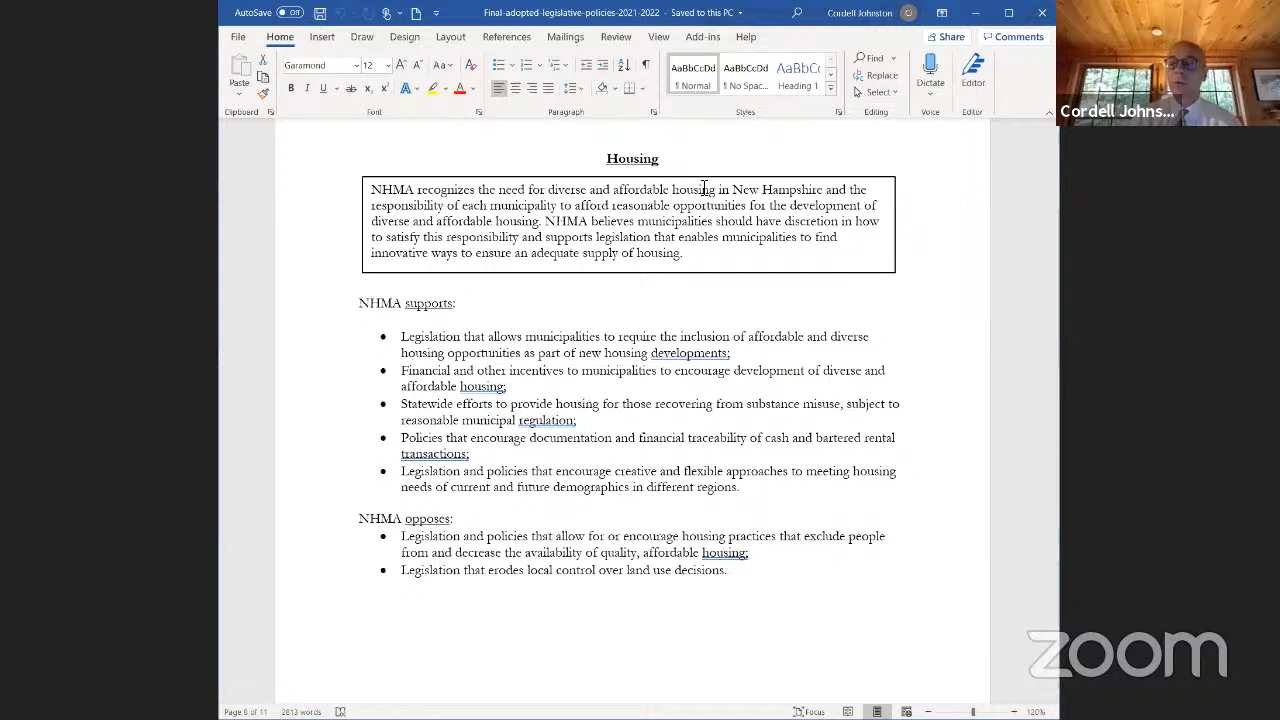 AutoSave Off
Final-adopted-legislative-policies-2021-2022 - Saved to this PC
Cordell Johnston CJ
File Home Insert Draw Design Layout References Mailings Review View Add-ins Help Share Comments
Paste
Garamond 12
Aa
B I U ab x₂ x² A A
AaBbCcDd AaBbCcDd AaBbCc
¶ Normal ¶ No Spac... Heading 1
Find
Replace
Select
Dictate
Editor
Clipboard Font Paragraph Styles Editing Voice Editor
Cordell Johns...
Housing
NHMA recognizes the need for diverse and affordable housing in New Hampshire and the
responsibility of each municipality to afford reasonable opportunities for the development of
diverse and affordable housing. NHMA believes municipalities should have discretion in how
to satisfy this responsibility and supports legislation that enables municipalities to find
innovative ways to ensure an adequate supply of housing.
NHMA supports:
• Legislation that allows municipalities to require the inclusion of affordable and diverse
housing opportunities as part of new housing developments;
• Financial and other incentives to municipalities to encourage development of diverse and
affordable housing;
• Statewide efforts to provide housing for those recovering from substance misuse, subject to
reasonable municipal regulation;
• Policies that encourage documentation and financial traceability of cash and bartered rental
transactions;
• Legislation and policies that encourage creative and flexible approaches to meeting housing
needs of current and future demographics in different regions.
NHMA opposes:
• Legislation and policies that allow for or encourage housing practices that exclude people
from and decrease the availability of quality, affordable housing;
• Legislation that erodes local control over land use decisions.
zoom
Page 8 of 11 2813 words Focus 120%